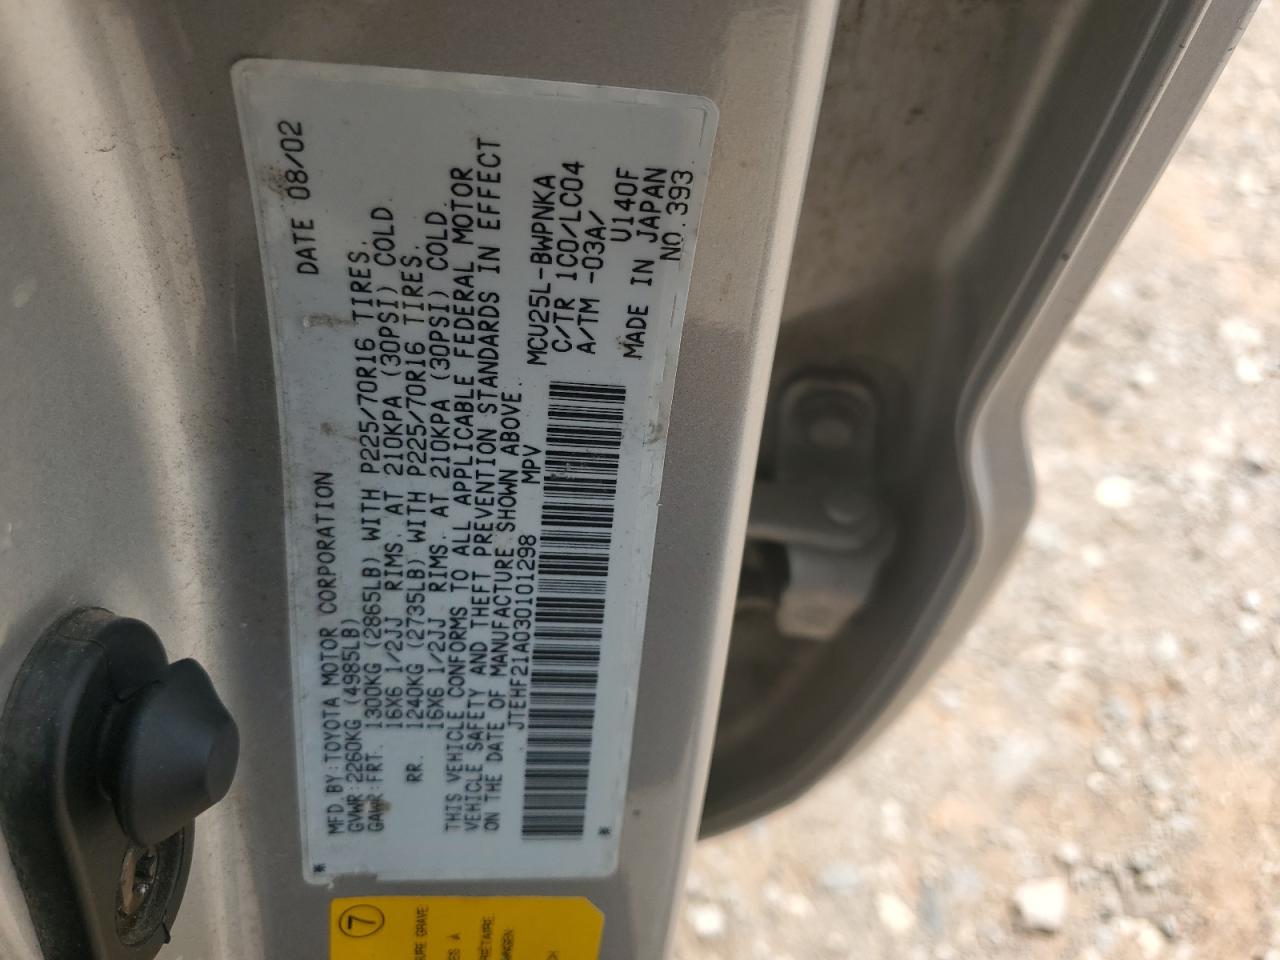 MFD BY:TOYOTA MOTOR CORPORATION DATE 08/02
GVWR:2260KG (4985LB)
GAWR:FRT. 1300KG (2865LB) WITH P225/70R16 TIRES.
16X6 1/2JJ RIMS. AT 210KPA (30PSI) COLD.
RR. 1240KG (2735LB) WITH P225/70R16 TIRES.
16X6 1/2JJ RIMS. AT 210KPA (30PSI) COLD.
THIS VEHICLE CONFORMS TO ALL APPLICABLE FEDERAL MOTOR
VEHICLE SAFETY AND THEFT PREVENTION STANDARDS IN EFFECT
ON THE DATE OF MANUFACTURE SHOWN ABOVE.
JTEHF21A030101298 MPV
MCU25L-BWPNKA
C/TR 1C0/LC04
A/TM -03A/
U140F
MADE IN JAPAN
NO.393
7
GRAVE
À